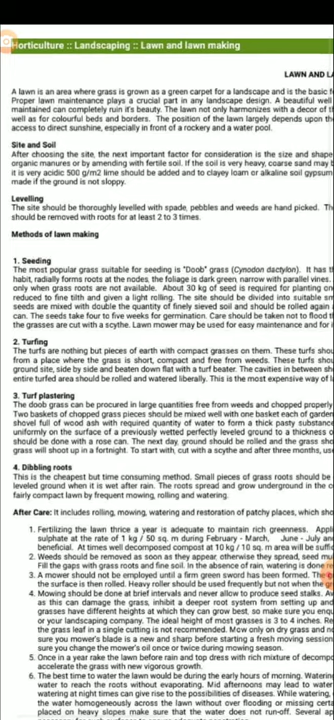 Horticulture :: Landscaping :: Lawn and lawn making
LAWN AND LA
A lawn is an area where grass is grown as a green carpet for a landscape and is the basic f
Proper lawn maintenance plays a crucial part in any landscape design. A beautiful well
maintained can completely ruin it's beauty. The lawn not only harmonizes with a decor of t
well as for colourful beds and borders. The position of the lawn largely depends upon the
access to direct sunshine, especially in front of a rockery and a water pool.
Site and Soil
After choosing the site, the next important factor for consideration is the size and shape
organic manures or by amending with fertile soil. If the soil is very heavy, coarse sand may b
it is very acidic 500 g/m2 lime should be added and to clayey loam or alkaline soil gypsum
made if the ground is not sloppy.
Levelling
The site should be thoroughly levelled with spade, pebbles and weeds are hand picked. Th
should be removed with roots for at least 2 to 3 times.
Methods of lawn making
1. Seeding
The most popular grass suitable for seeding is "Doob" grass (Cynodon dactylon). It has t
habit, radially forms roots at the nodes, the foliage is dark green, narrow with parallel vines.
only when grass roots are not available. About 30 kg of seed is required for planting on
reduced to fine tilth and given a light rolling. The site should be divided into suitable sm
seeds are mixed with double the quantity of finely sieved soil and should be rolled again
can. The seeds take four to five weeks for germination. Care should be taken not to flood t
the grasses are cut with a scythe. Lawn mower may be used for easy maintenance and for i
2. Turfing
The turfs are nothing but pieces of earth with compact grasses on them. These turfs shou
from a place where the grass is short, compact and free from weeds. These turfs shou
ground site, side by side and beaten down flat with a turf beater. The cavities in between sh
entire turfed area should be rolled and watered liberally. This is the most expensive way of l
3. Turf plastering
The doob grass can be procured in large quantities free from weeds and chopped properly
Two baskets of chopped grass pieces should be mixed well with one basket each of garden
shovel full of wood ash with required quantity of water to form a thick pasty substance
uniformly on the surface of a previously wetted perfectly leveled ground to a thickness o
should be done with a rose can. The next day, ground should be rolled and the grass sho
grass will shoot up in a fortnight. To start with, cut with a scythe and after three months, us
4. Dibbling roots
This is the cheapest but time consuming method. Small pieces of grass roots should be
leveled ground when it is wet after rain. The roots spread and grow underground in the c
fairly compact lawn by frequent mowing, rolling and watering.
After Care: It includes rolling, mowing, watering and restoration of patchy places, which sho
1. Fertilizing the lawn thrice a year is adequate to maintain rich greenness. Appli
sulphate at the rate of 1 kg / 50 sq. m during February - March, June - July an
beneficial. At times well decomposed compost at 10 kg / 10 sq. m area will be suffic
2. Weeds should be removed as soon as they appear, otherwise they spread, seed mu
Fill the gaps with grass roots and fine soil. In the absence of rain, watering is done
3. A mower should not be employed until a firm green sward has been formed. The
the surface is then rolled. Heavy roller should be used frequently but not when the g
4. Mowing should be done at brief intervals and never allow to produce seed stalks. Av
as this can damage the grass, inhibit a deeper root system from setting up and
grasses have different heights at which they can grow best, so make sure you enqu
or your landscaping company. The ideal height of most grasses is 3 to 4 inches. Re
the grass leaf in a single cutting is not recommended. Mow only on dry grass and n
sure you mower's blade is a new and sharp before starting a fresh mowing session
sure you change the mower's oil once or twice during mowing season.
5. Once in a year rake the lawn before rain and top dress with rich mixture of decompo
accelerate the grass with new vigorous growth.
6. The best time to water the lawn would be during the early hours of morning. Watering
water to reach the roots without evaporating. Mid afternoons may lead to water
watering at night times can give rise to the possibilities of diseases. While watering,
the water homogeneously across the lawn without over flooding or missing even
placed on heavy slopes make sure that the water does not runoff. Several ap